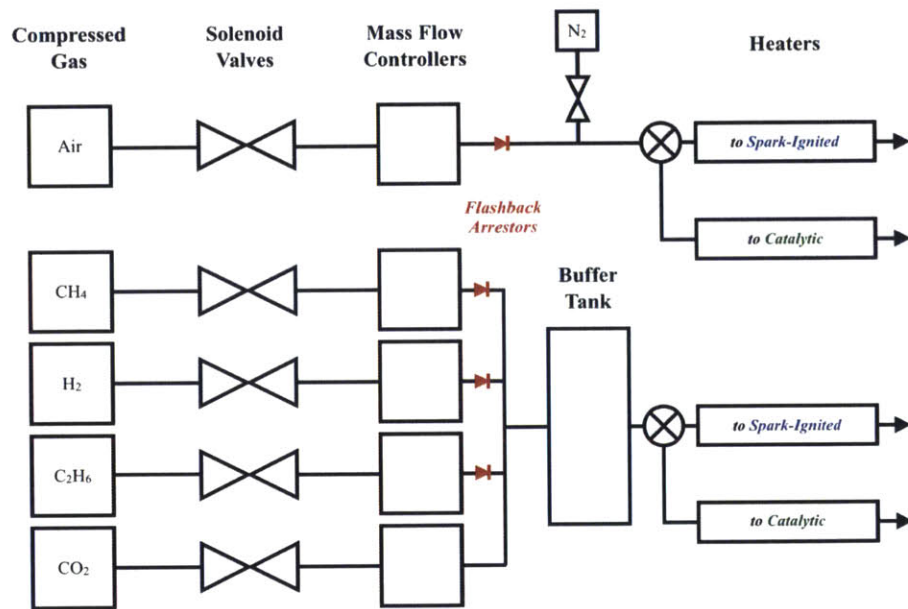 Compressed
Gas
Solenoid
Valves
Mass Flow
Controllers
N₂
Heaters
Air
to Spark-Ignited
Flashback
Arrestors
to Catalytic
CH₄
Buffer
Tank
H₂
to Spark-Ignited
C₂H₆
to Catalytic
CO₂